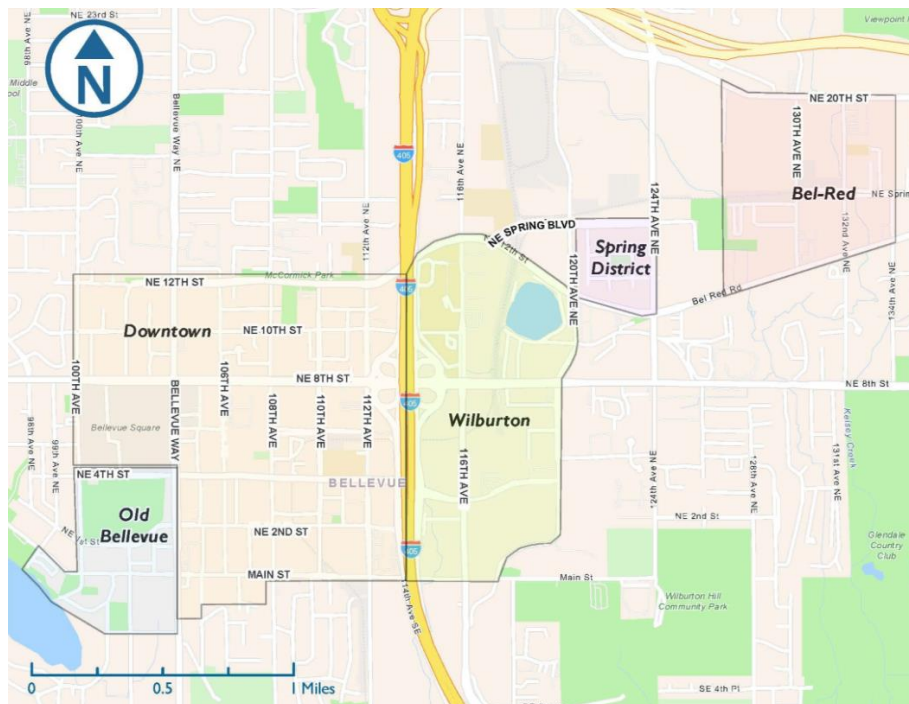 NE 23rd St
98th Ave NE
Middle
ool
N
100th Ave NE
Bellevue Way NE
112th Ave NE
405
116th Ave NE
Viewpoint P
NE 20TH ST
130TH AVE NE
Bel-Red
NE Sprin
132nd Ave NE
124TH AVE NE
NE SPRING BLVD
12th St
Spring
District
120TH AVE NE
Bel Red Rd
134th Ave NE
McCormick Park
NE 12TH ST
405
Downtown
NE 10TH ST
100TH AVE
NE 8TH ST
NE 8th St
BELLEVUE WAY
106TH AVE
108TH AVE
110TH AVE
112TH AVE
405
Wilburton
116TH AVE
98th Ave NE
99th Ave NE
Bellevue Square
NE 4TH ST
BELLEVUE
124th Ave NE
128th Ave NE
131st Ave NE
Kelsey Creek
Old
Bellevue
NE 1st St
NE 2ND ST
NE 2nd St
405
MAIN ST
Main St
14th Ave SE
Glendale
Country
Club
Wilburton Hill
Community Park
SE 4th Pl
0 0.5 1 Miles